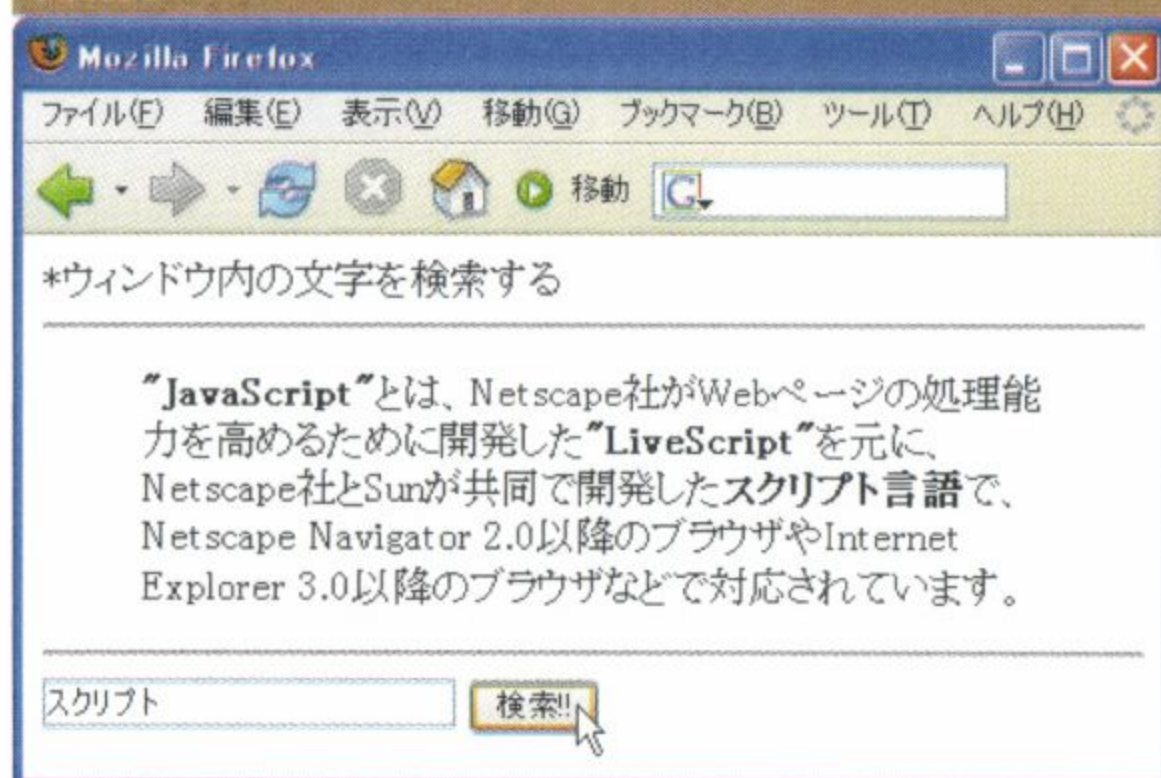 Mozilla Firefox
ファイル(F) 編集(E) 表示(V) 移動(G) ブックマーク(B) ツール(T) ヘルプ(H)
移動 G
*ウィンドウ内の文字を検索する
"JavaScript"とは、Netscape社がWebページの処理能
力を高めるために開発した"LiveScript"を元に、
Netscape社とSunが共同で開発したスクリプト言語で、
Netscape Navigator 2.0以降のブラウザやInternet
Explorer 3.0以降のブラウザなどで対応されています。
スクリプト 検索!!